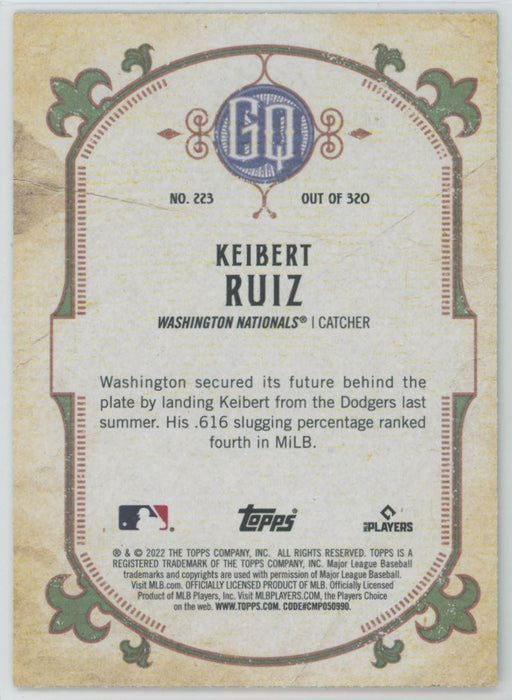 GQ
NO. 223 OUT OF 320
KEIBERT
RUIZ
WASHINGTON NATIONALS® | CATCHER
Washington secured its future behind the
plate by landing Keibert from the Dodgers last
summer. His .616 slugging percentage ranked
fourth in MiLB.
Topps
MLB PLAYERS
® & © 2022 THE TOPPS COMPANY, INC. ALL RIGHTS RESERVED. TOPPS IS A
REGISTERED TRADEMARK OF THE TOPPS COMPANY, INC. Major League Baseball
trademarks and copyrights are used with permission of Major League Baseball.
Visit MLB.com. OFFICIALLY LICENSED PRODUCT OF MLB. Officially Licensed
Product of MLB Players, Inc. Visit MLBPLAYERS.COM, the Players Choice
on the web. WWW.TOPPS.COM. CODE#CMP050990.